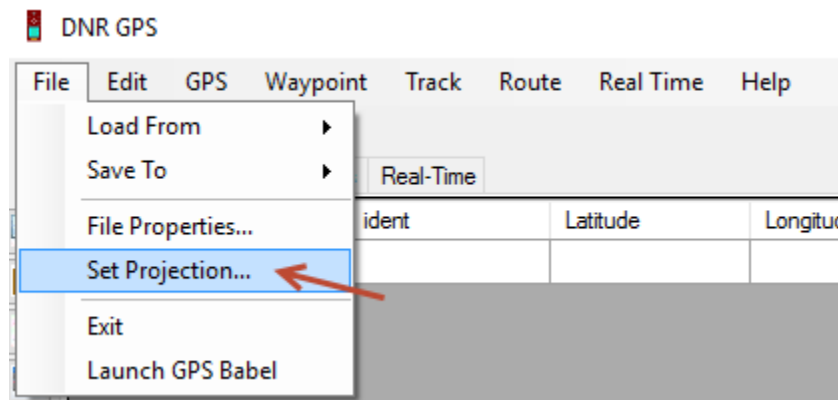 DNR GPS
File Edit GPS Waypoint Track Route Real Time Help
Load From
Save To
Real-Time
File Properties...
ident Latitude Longitud
Set Projection...
Exit
Launch GPS Babel